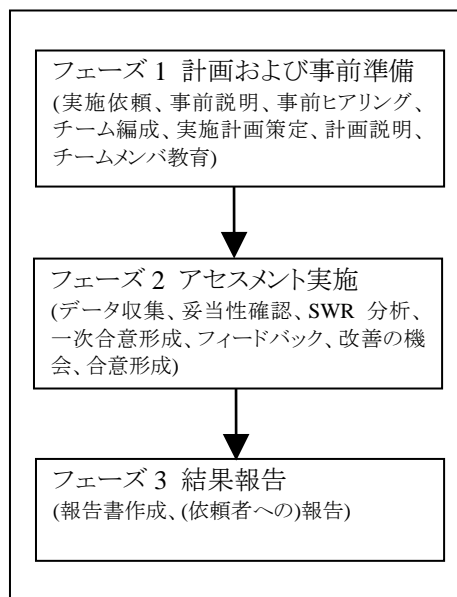 フェーズ 1 計画および事前準備
(実施依頼、事前説明、事前ヒアリング、
チーム編成、実施計画策定、計画説明、
チームメンバ教育)
フェーズ 2 アセスメント実施
(データ収集、妥当性確認、SWR 分析、
一次合意形成、フィードバック、改善の機
会、合意形成)
フェーズ 3 結果報告
(報告書作成、(依頼者への)報告)